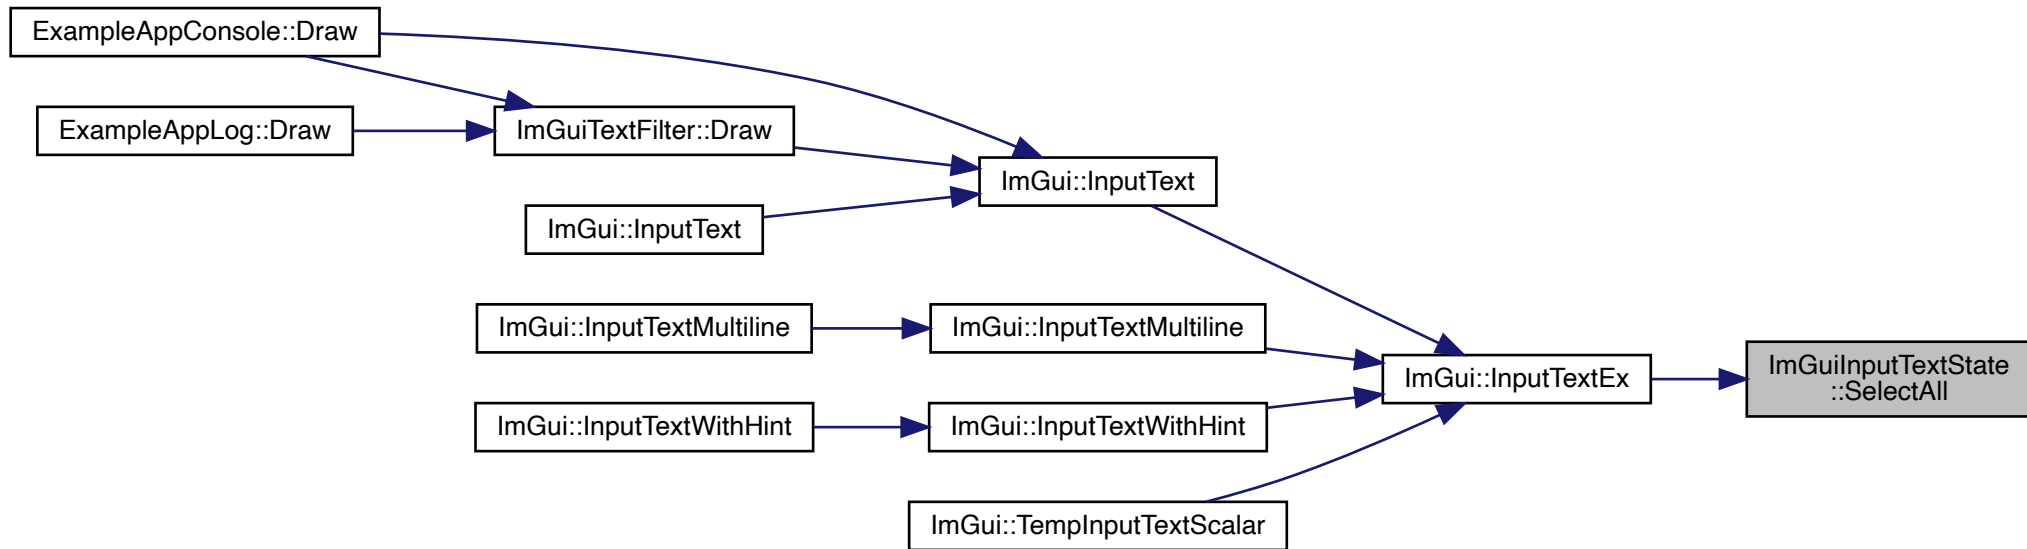 ExampleAppConsole::Draw
ExampleAppLog::Draw
ImGuiTextFilter::Draw
ImGui::InputText
ImGui::InputText
ImGui::InputTextMultiline
ImGui::InputTextMultiline
ImGui::InputTextEx
ImGuiInputTextState
::SelectAll
ImGui::InputTextWithHint
ImGui::InputTextWithHint
ImGui::TempInputTextScalar